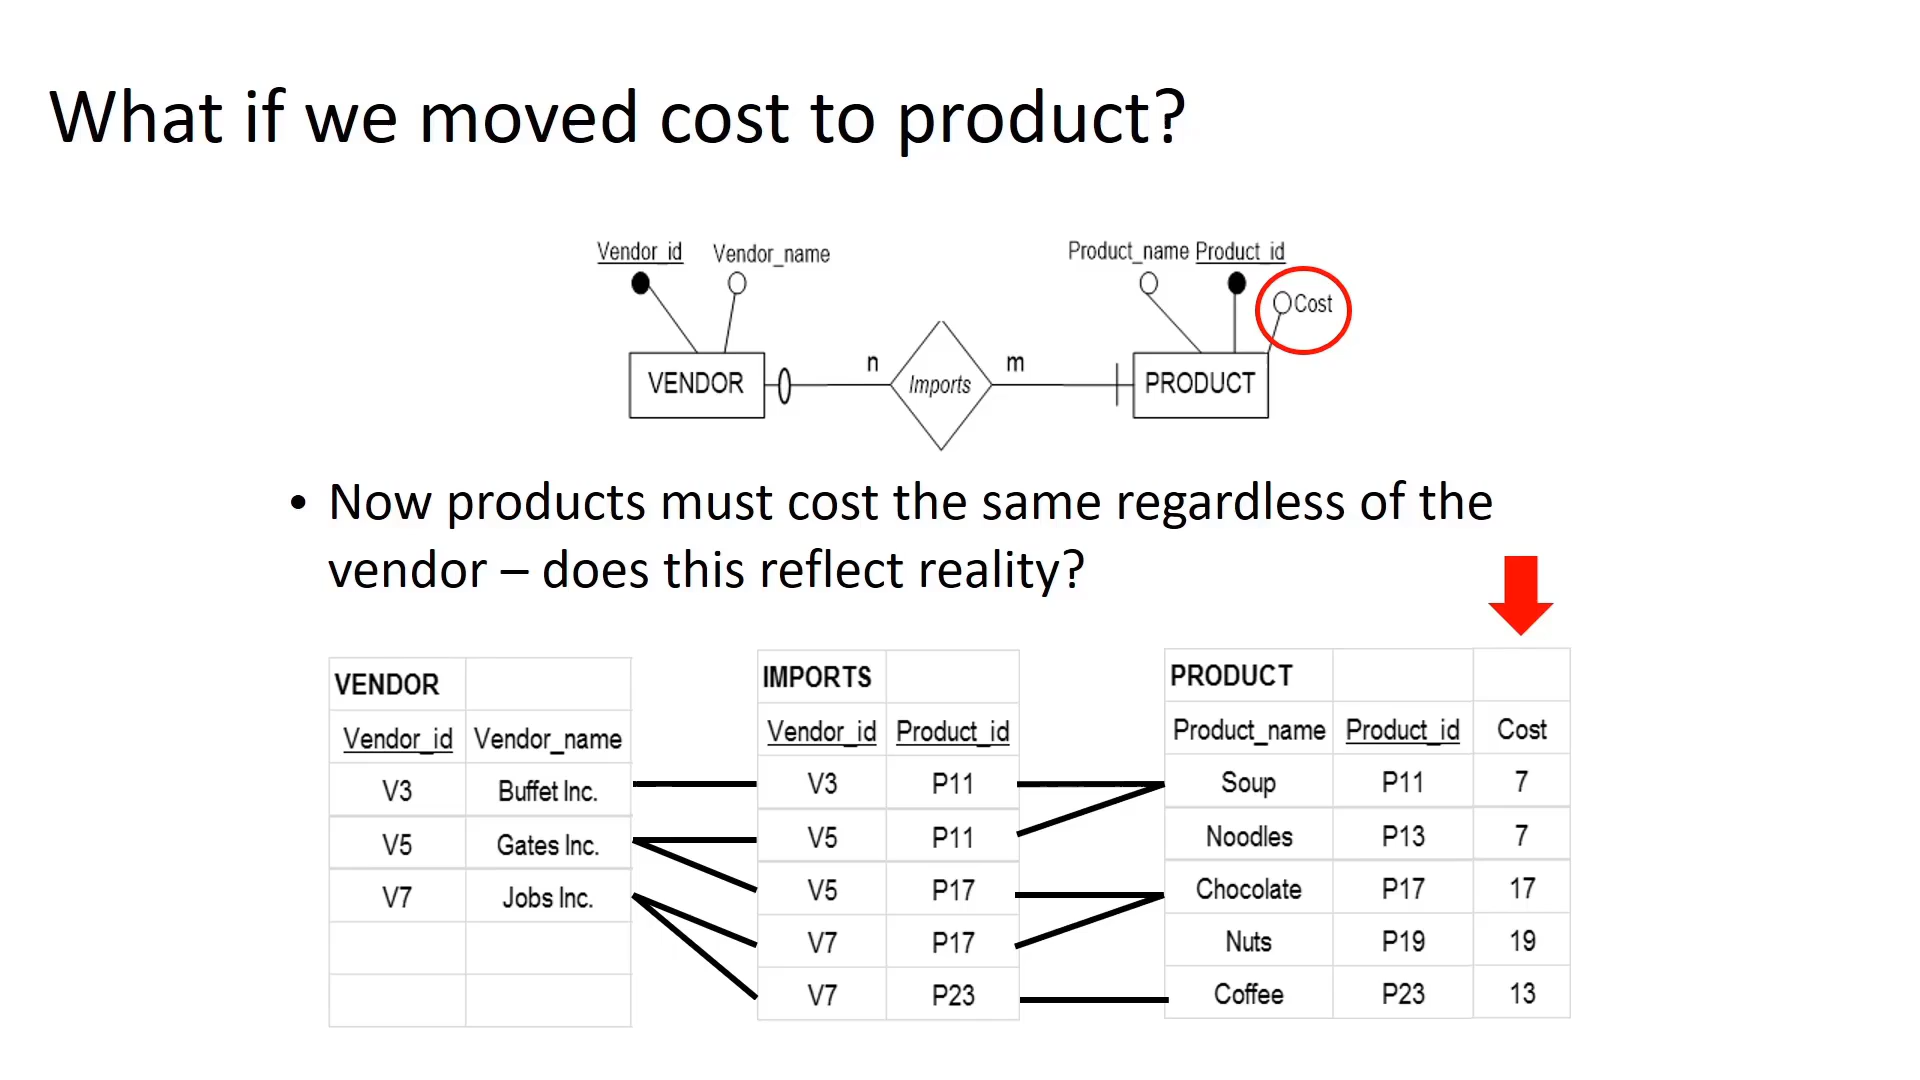 What if we moved cost to product?
Vendor_id Vendor_name Product_name Product_id
Cost
n m
VENDOR Imports PRODUCT
• Now products must cost the same regardless of the
vendor – does this reflect reality?
VENDOR
Vendor_id Vendor_name
V3 Buffet Inc.
V5 Gates Inc.
V7 Jobs Inc.
IMPORTS
Vendor_id Product_id
V3 P11
V5 P11
V5 P17
V7 P17
V7 P23
PRODUCT
Product_name Product_id Cost
Soup P11 7
Noodles P13 7
Chocolate P17 17
Nuts P19 19
Coffee P23 13